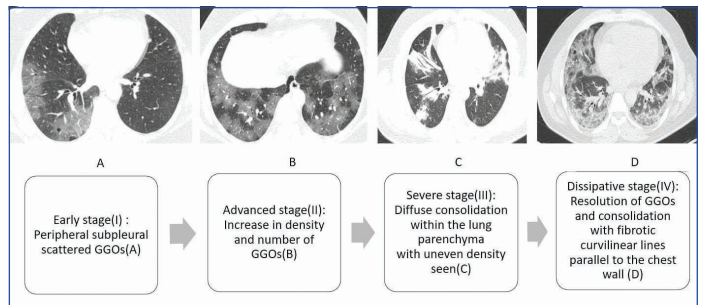 A
B
C
D
Early stage(I) :
Peripheral subpleural
scattered GGOs(A)
Advanced stage(II):
Increase in density
and number of
GGOs(B)
Severe stage(III):
Diffuse consolidation
within the lung
parenchyma
with uneven density
seen(C)
Dissipative stage(IV):
Resolution of GGOs
and consolidation
with fibrotic
curvilinear lines
parallel to the chest
wall (D)